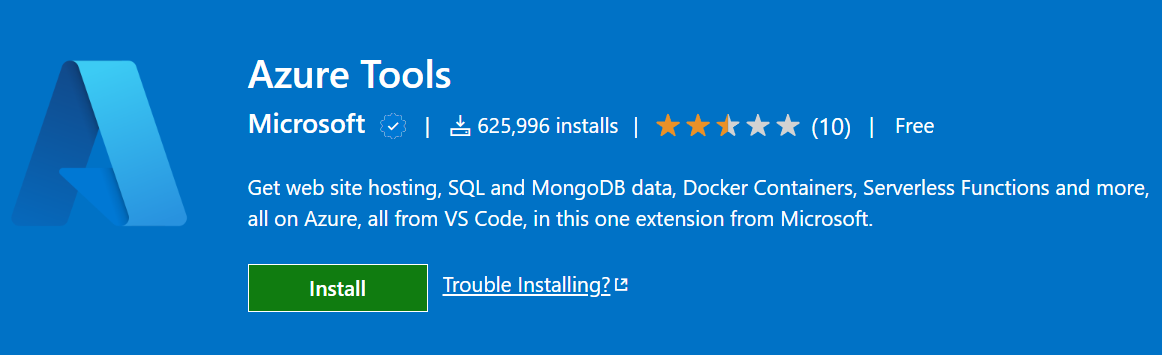 Azure Tools
Microsoft | 625,996 installs | (10) | Free
Get web site hosting, SQL and MongoDB data, Docker Containers, Serverless Functions and more,
all on Azure, all from VS Code, in this one extension from Microsoft.
Install Trouble Installing?